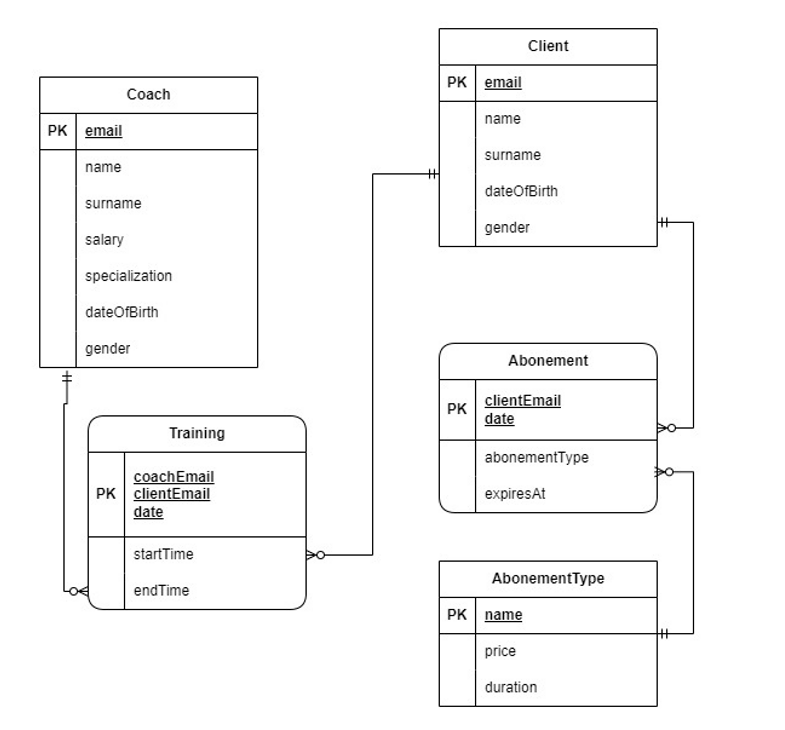 Client
PK email
name
surname
dateOfBirth
gender
Coach
PK email
name
surname
salary
specialization
dateOfBirth
gender
Abonement
PK clientEmail
date
abonementType
expiresAt
Training
PK coachEmail
clientEmail
date
startTime
endTime
AbonementType
PK name
price
duration